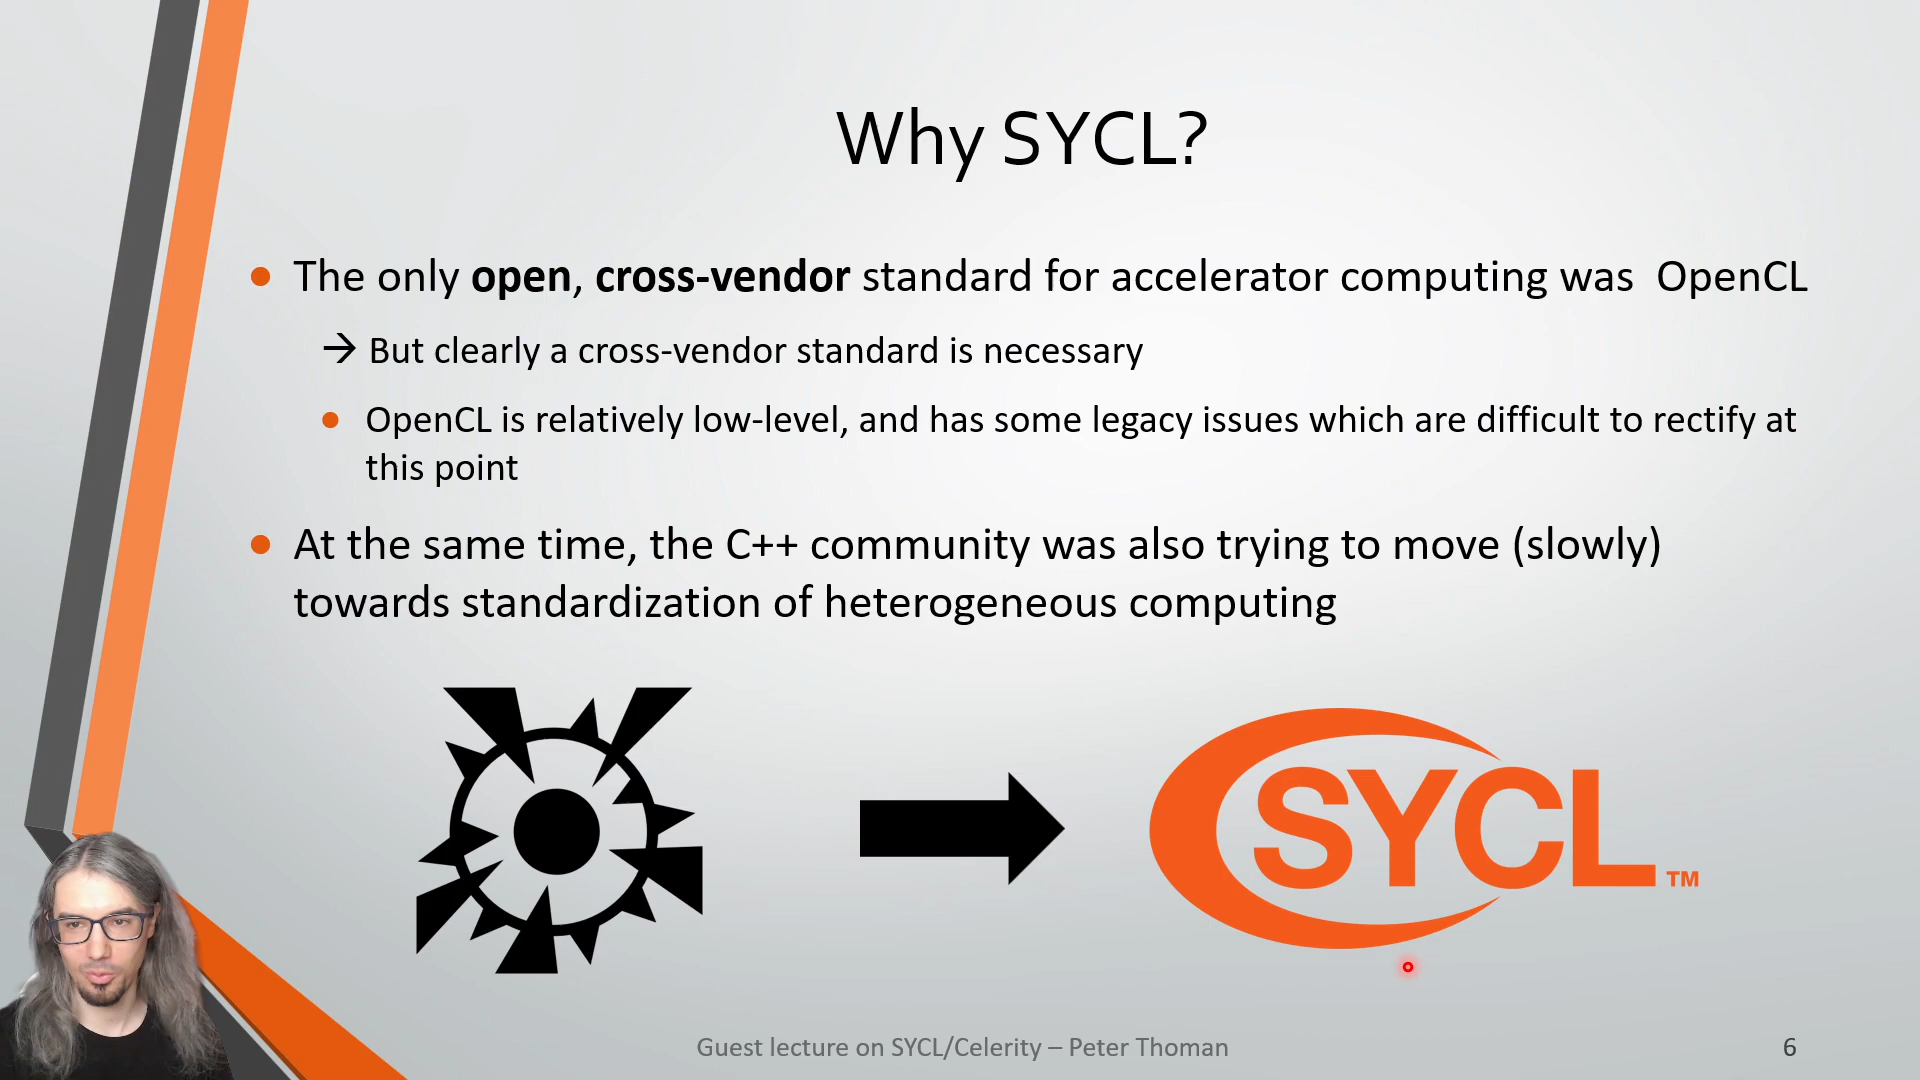 Why SYCL?
The only open, cross-vendor standard for accelerator computing was  OpenCL
→ But clearly a cross-vendor standard is necessary
OpenCL is relatively low-level, and has some legacy issues which are difficult to rectify at
this point
At the same time, the C++ community was also trying to move (slowly)
towards standardization of heterogeneous computing
SYCL™
Guest lecture on SYCL/Celerity – Peter Thoman
6